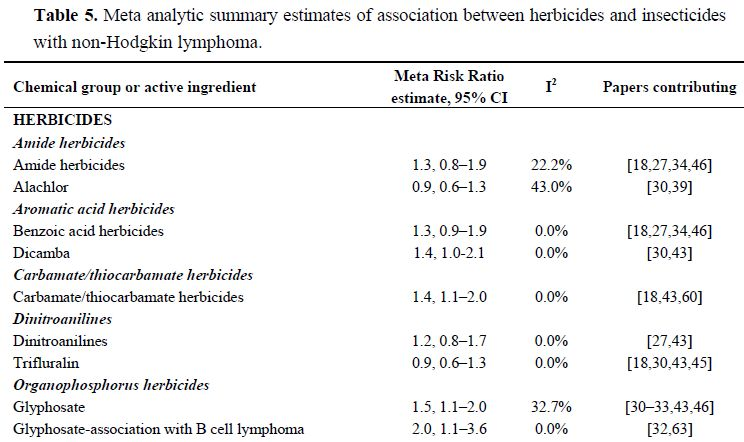 Table 5. Meta analytic summary estimates of association between herbicides and insecticides
with non-Hodgkin lymphoma.
Chemical group or active ingredient Meta Risk Ratio estimate, 95% CI I² Papers contributing
HERBICIDES
Amide herbicides
Amide herbicides 1.3, 0.8–1.9 22.2% [18,27,34,46]
Alachlor 0.9, 0.6–1.3 43.0% [30,39]
Aromatic acid herbicides
Benzoic acid herbicides 1.3, 0.9–1.9 0.0% [18,27,34,46]
Dicamba 1.4, 1.0-2.1 0.0% [30,43]
Carbamate/thiocarbamate herbicides
Carbamate/thiocarbamate herbicides 1.4, 1.1–2.0 0.0% [18,43,60]
Dinitroanilines
Dinitroanilines 1.2, 0.8–1.7 0.0% [27,43]
Trifluralin 0.9, 0.6–1.3 0.0% [18,30,43,45]
Organophosphorus herbicides
Glyphosate 1.5, 1.1–2.0 32.7% [30–33,43,46]
Glyphosate-association with B cell lymphoma 2.0, 1.1–3.6 0.0% [32,63]